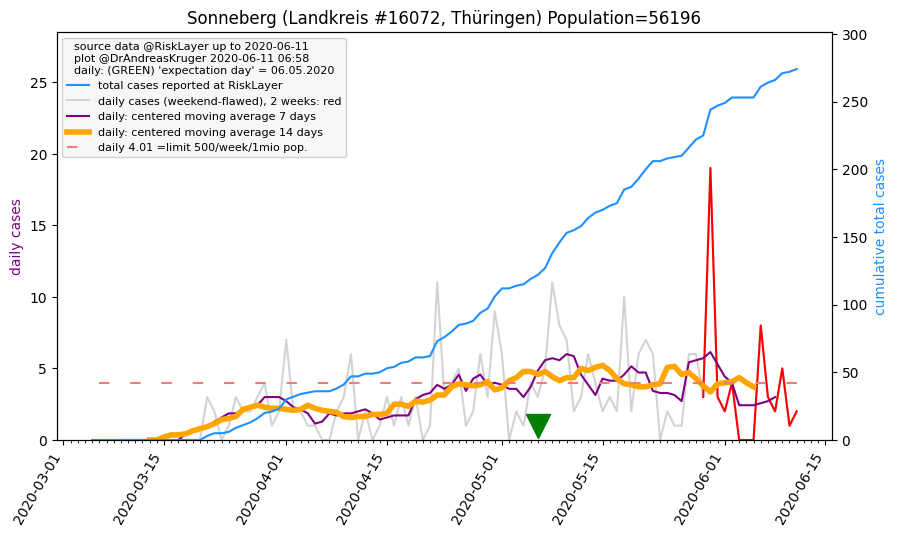 Sonneberg (Landkreis #16072, Thüringen) Population=56196
source data @RiskLayer up to 2020-06-11
plot @DrAndreasKruger 2020-06-11 06:58
daily: (GREEN) 'expectation day' = 06.05.2020
total cases reported at RiskLayer
daily cases (weekend-flawed), 2 weeks: red
daily: centered moving average 7 days
daily: centered moving average 14 days
daily 4.01 =limit 500/week/1mio pop.
daily cases
25
20
15
10
5
0
cumulative total cases
300
250
200
150
100
50
0
2020-03-01
2020-03-15
2020-04-01
2020-04-15
2020-05-01
2020-05-15
2020-06-01
2020-06-15